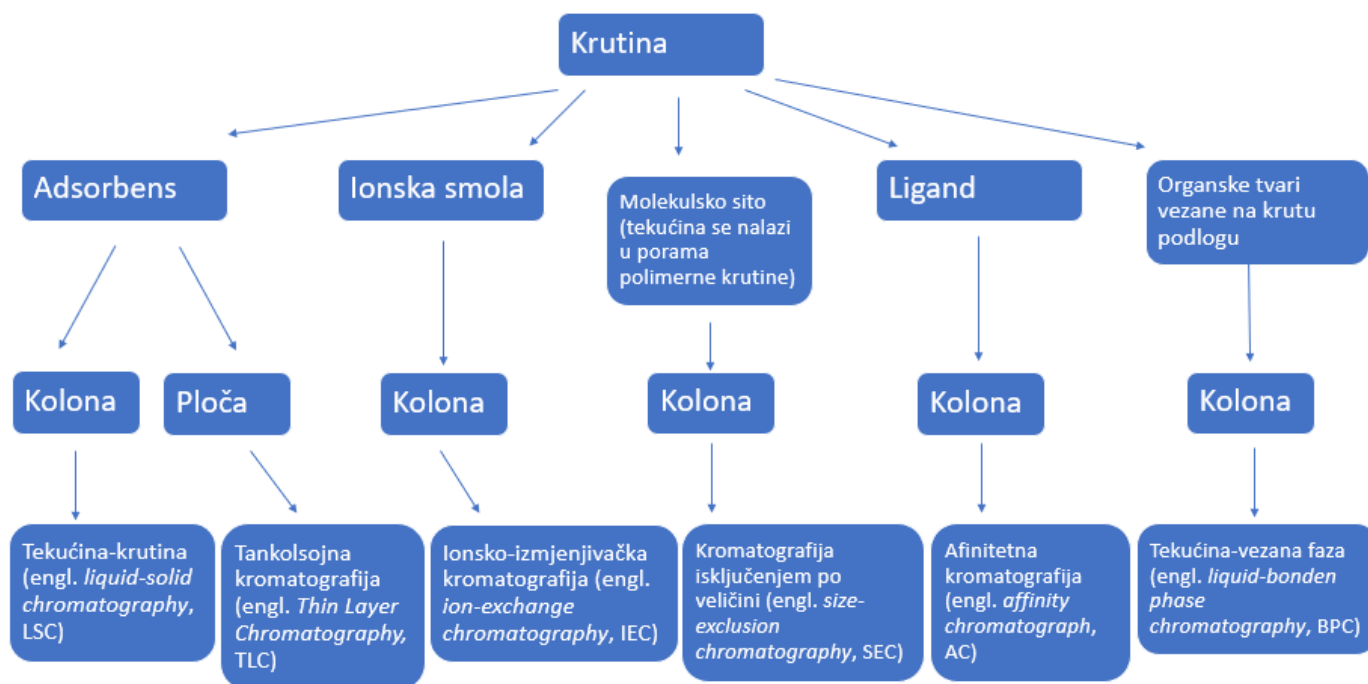 Krutina
Adsorbens
Ionska smola
Molekulsko sito
(tekućina se nalazi
u porama
polimerne krutine)
Ligand
Organske tvari
vezane na krutu
podlogu
Kolona
Ploča
Kolona
Kolona
Kolona
Kolona
Tekućina-krutina
(engl. liquid-solid
chromatography,
LSC)
Tankolsojna
kromatografija
(engl. Thin Layer
Chromatography,
TLC)
Ionsko-izmjenjivačka
kromatografija (engl.
ion-exchange
chromatography, IEC)
Kromatografija
isključenjem po
veličini (engl. size-
exclusion
chromatography, SEC)
Afinitetna
kromatografija
(engl. affinity
chromatograph,
AC)
Tekućina-vezana faza
(engl. liquid-bonden
phase
chromatography, BPC)